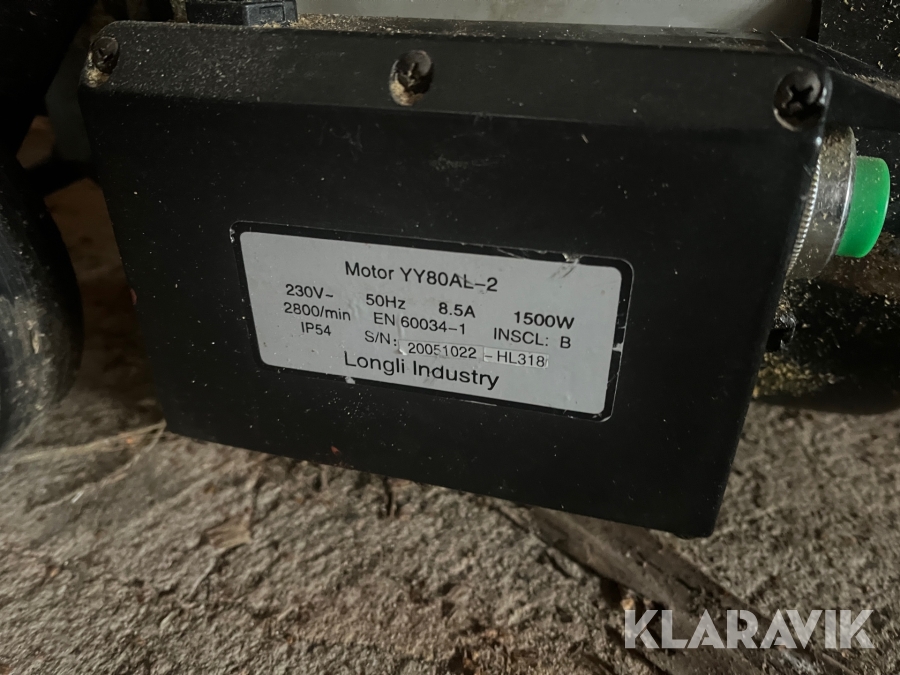 Motor YY80AL-2
230V~ 50Hz 8.5A 1500W
2800/min EN 60034-1 INSCL: B
IP54 S/N: 20051022 -HL318
Longli Industry
KLARAVIK